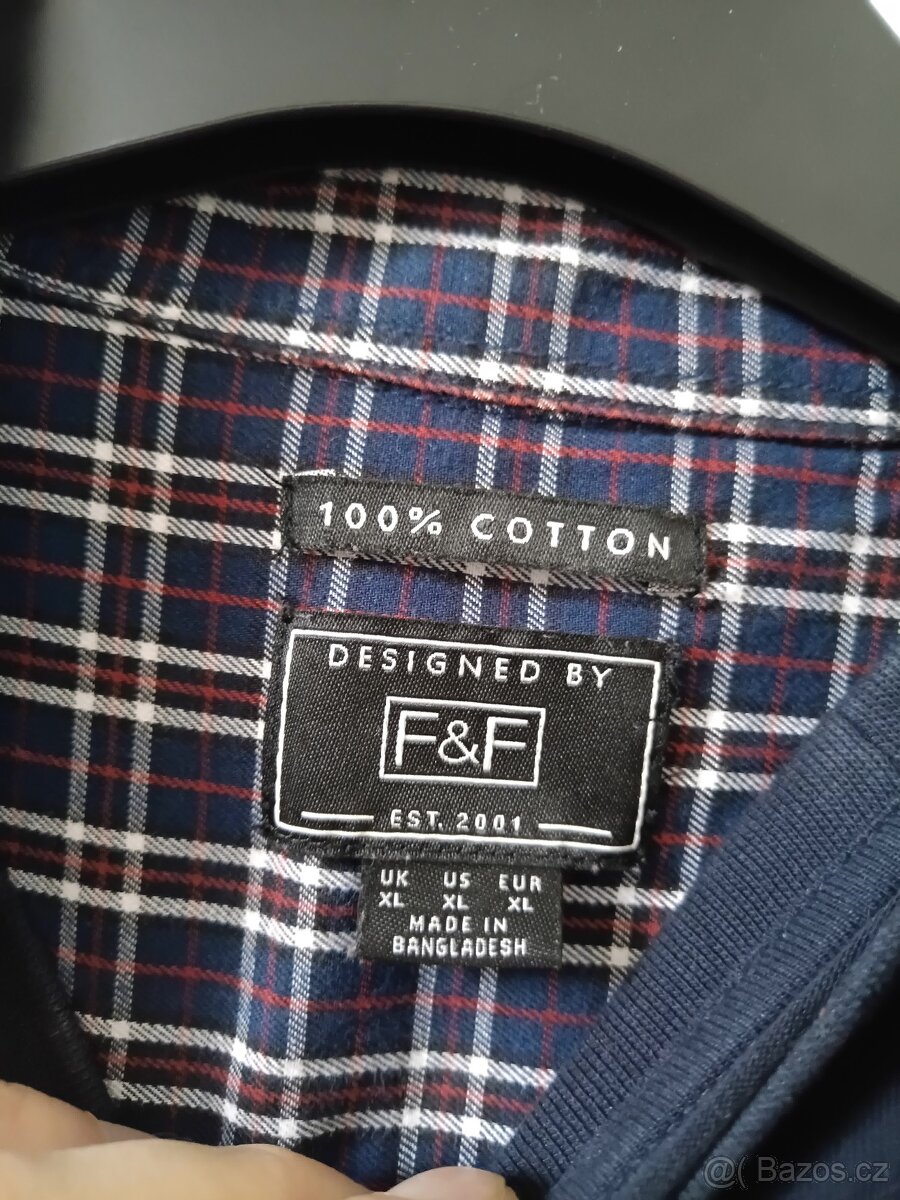 100% COTTON
DESIGNED BY
F&F
EST. 2001
UK US EUR
XL XL XL
MADE IN
BANGLADESH
@( Bazos.cz